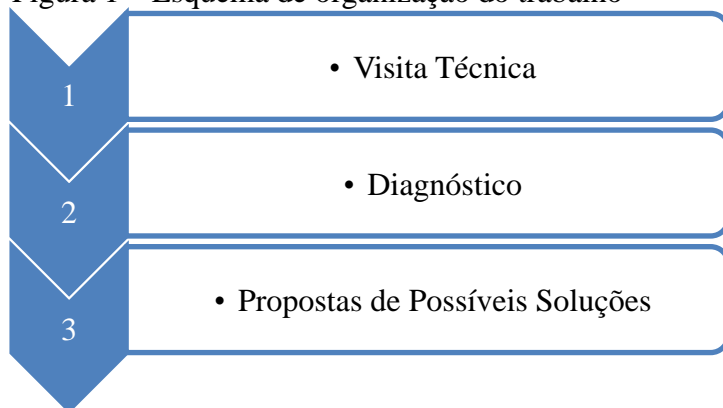 Figura 1 – Esquema de organização do trabalho
1
• Visita Técnica
2
• Diagnóstico
3
• Propostas de Possíveis Soluções